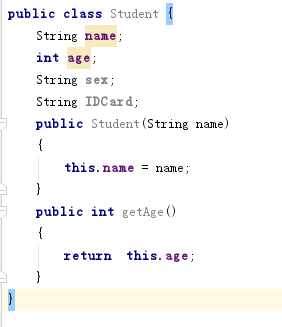 public class Student {
    String name;
    int age;
    String sex;
    String IDCard;
    public Student(String name)
    {
        this.name = name;
    }
    public int getAge()
    {
        return  this.age;
    }
}